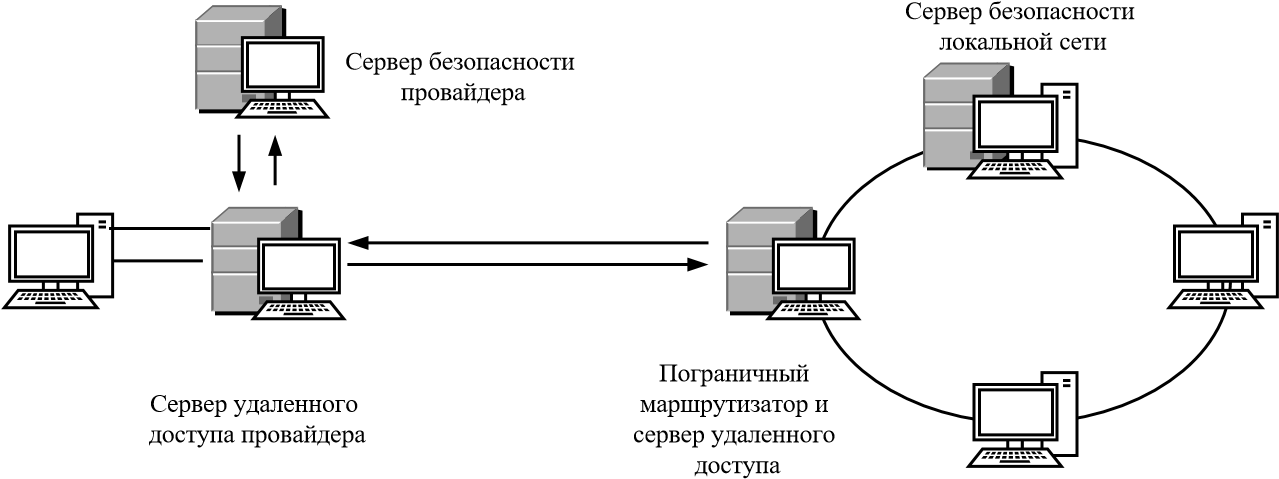 Сервер безопасности
локальной сети
Сервер безопасности
провайдера
Сервер удаленного
доступа провайдера
Пограничный
маршрутизатор и
сервер удаленного
доступа